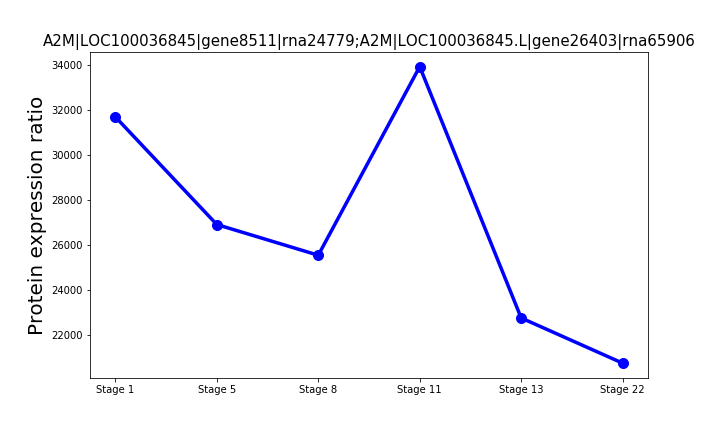 A2M|LOC100036845|gene8511|rna24779;A2M|LOC100036845.L|gene26403|rna65906
Protein expression ratio
34000
32000
30000
28000
26000
24000
22000
Stage 1 Stage 5 Stage 8 Stage 11 Stage 13 Stage 22